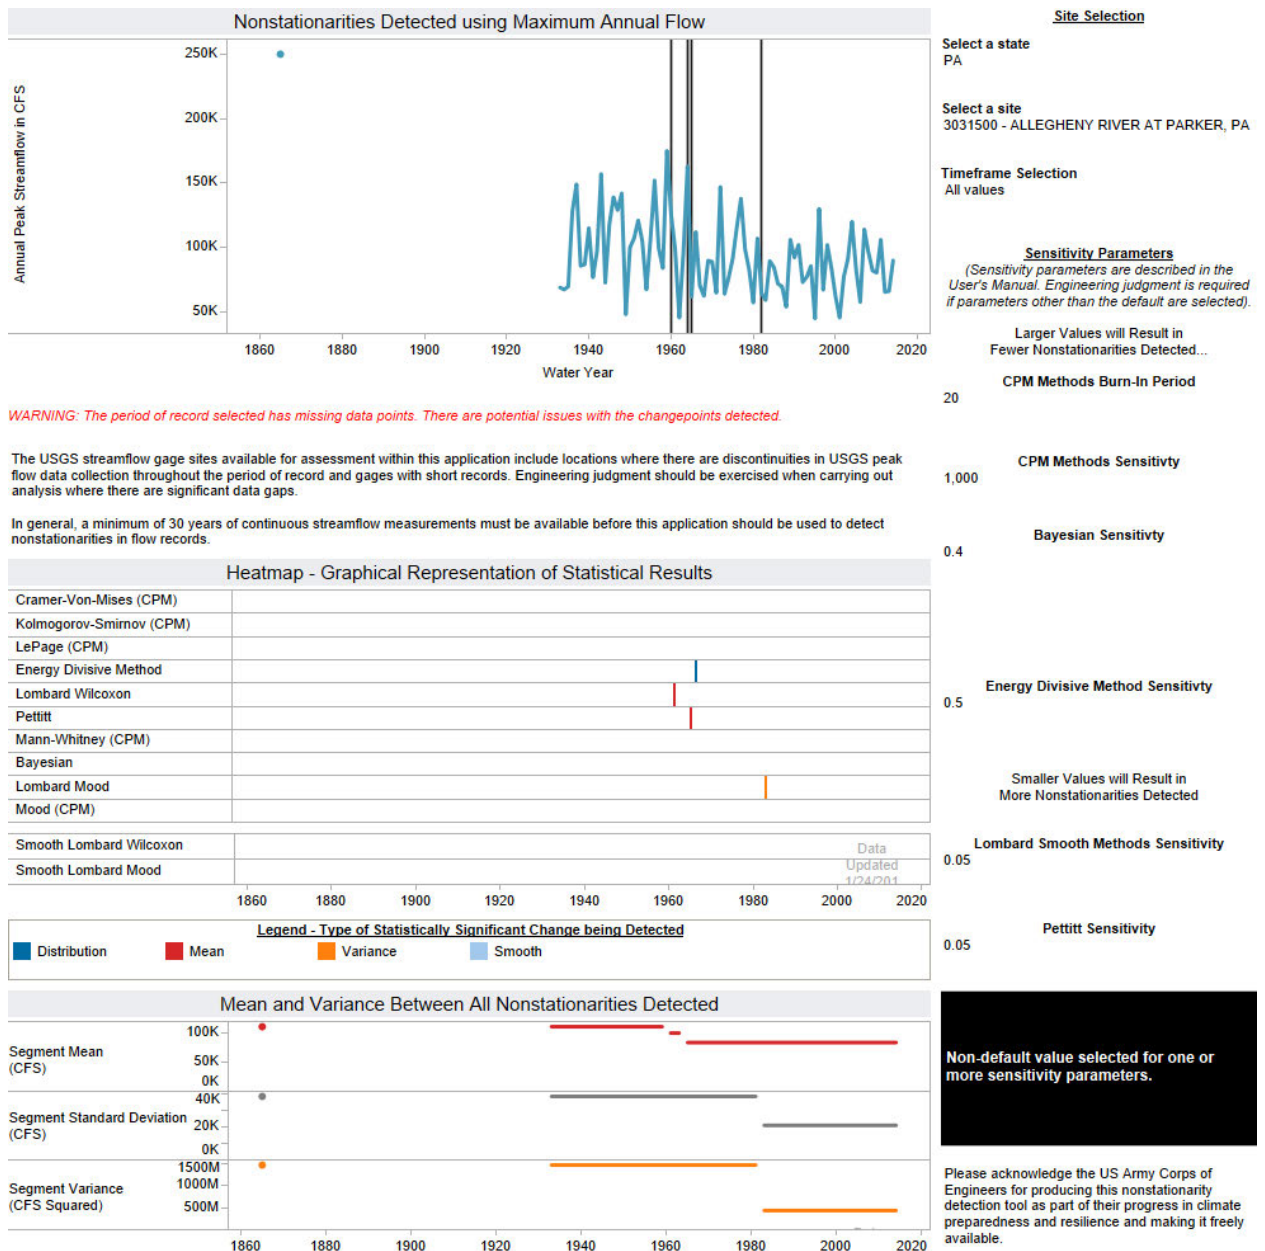 Nonstationarities Detected using Maximum Annual Flow
Annual Peak Streamflow in CFS
250K
200K
150K
100K
50K
1860
1880
1900
1920
1940
1960
1980
2000
2020
Water Year
WARNING: The period of record selected has missing data points. There are potential issues with the changepoints detected.
The USGS streamflow gage sites available for assessment within this application include locations where there are discontinuities in USGS peak
flow data collection throughout the period of record and gages with short records. Engineering judgment should be exercised when carrying out
analysis where there are significant data gaps.
In general, a minimum of 30 years of continuous streamflow measurements must be available before this application should be used to detect
nonstationarities in flow records.
Heatmap - Graphical Representation of Statistical Results
Cramer-Von-Mises (CPM)
Kolmogorov-Smirnov (CPM)
LePage (CPM)
Energy Divisive Method
Lombard Wilcoxon
Pettitt
Mann-Whitney (CPM)
Bayesian
Lombard Mood
Mood (CPM)
Smooth Lombard Wilcoxon
Smooth Lombard Mood
Data
Updated
1/24/201
1860
1880
1900
1920
1940
1960
1980
2000
2020
Legend - Type of Statistically Significant Change being Detected
Distribution
Mean
Variance
Smooth
Mean and Variance Between All Nonstationarities Detected
Segment Mean
(CFS)
100K
50K
0K
Segment Standard Deviation
(CFS)
40K
20K
0K
Segment Variance
(CFS Squared)
1500M
1000M
500M
1860
1880
1900
1920
1940
1960
1980
2000
2020
Site Selection
Select a state
PA
Select a site
3031500 - ALLEGHENY RIVER AT PARKER, PA
Timeframe Selection
All values
Sensitivity Parameters
(Sensitivity parameters are described in the
User's Manual. Engineering judgment is required
if parameters other than the default are selected).
Larger Values will Result in
Fewer Nonstationarities Detected...
CPM Methods Burn-In Period
20
CPM Methods Sensitivty
1,000
Bayesian Sensitivty
0.4
Energy Divisive Method Sensitivty
0.5
Smaller Values will Result in
More Nonstationarities Detected
Lombard Smooth Methods Sensitivity
0.05
Pettitt Sensitivity
0.05
Non-default value selected for one or
more sensitivity parameters.
Please acknowledge the US Army Corps of
Engineers for producing this nonstationarity
detection tool as part of their progress in climate
preparedness and resilience and making it freely
available.